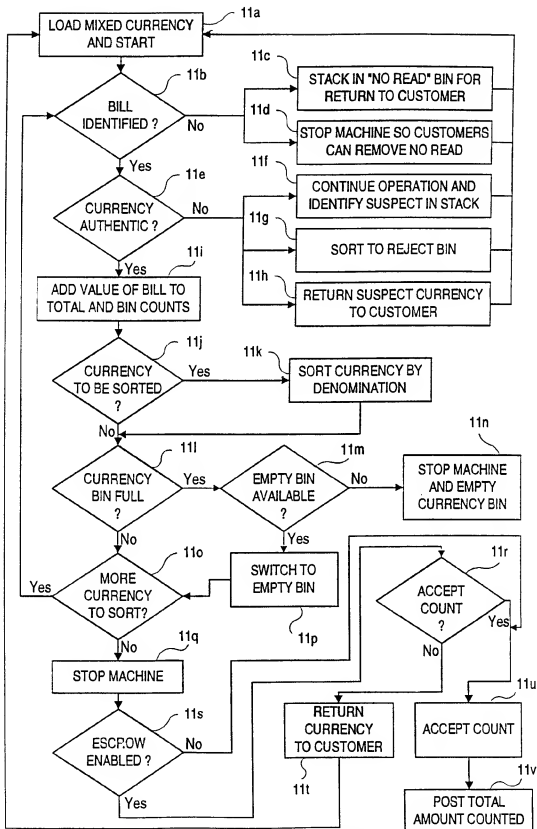 11a
LOAD MIXED CURRENCY
AND START
11b
BILL
IDENTIFIED ?
No
Yes
11c
STACK IN "NO READ" BIN FOR
RETURN TO CUSTOMER
11d
STOP MACHINE SO CUSTOMERS
CAN REMOVE NO READ
11e
CURRENCY
AUTHENTIC ?
No
Yes
11f
CONTINUE OPERATION AND
IDENTIFY SUSPECT IN STACK
11g
SORT TO REJECT BIN
11h
RETURN SUSPECT CURRENCY
TO CUSTOMER
11i
ADD VALUE OF BILL TO
TOTAL AND BIN COUNTS
11j
CURRENCY
TO BE SORTED
?
Yes
No
11k
SORT CURRENCY BY
DENOMINATION
11l
CURRENCY
BIN FULL
?
Yes
No
11m
EMPTY BIN
AVAILABLE
?
No
Yes
11n
STOP MACHINE
AND EMPTY
CURRENCY BIN
11o
MORE
CURRENCY
TO SORT?
Yes
No
SWITCH TO
EMPTY BIN
11p
11r
ACCEPT
COUNT
?
Yes
No
11q
STOP MACHINE
11s
ESCROW
ENABLED ?
No
Yes
RETURN
CURRENCY
TO CUSTOMER
11t
11u
ACCEPT COUNT
11v
POST TOTAL
AMOUNT COUNTED